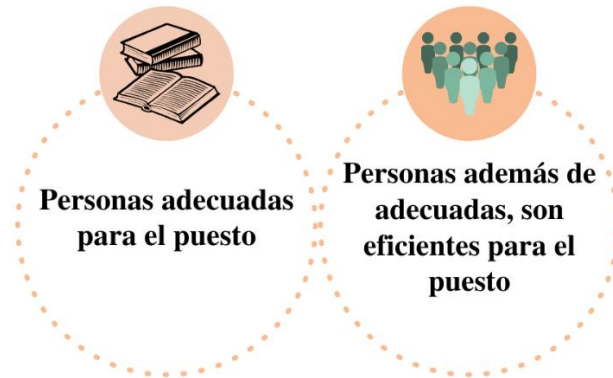 Personas adecuadas
para el puesto
Personas además de
adecuadas, son
eficientes para el
puesto